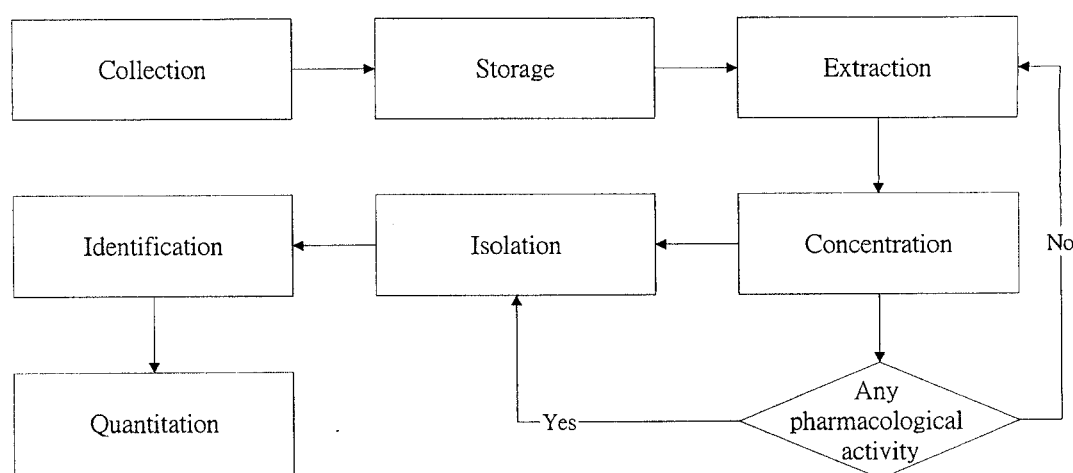 Collection
Storage
Extraction
Identification
Isolation
Concentration
No
Quantitation
Yes
Any
pharmacological
activity